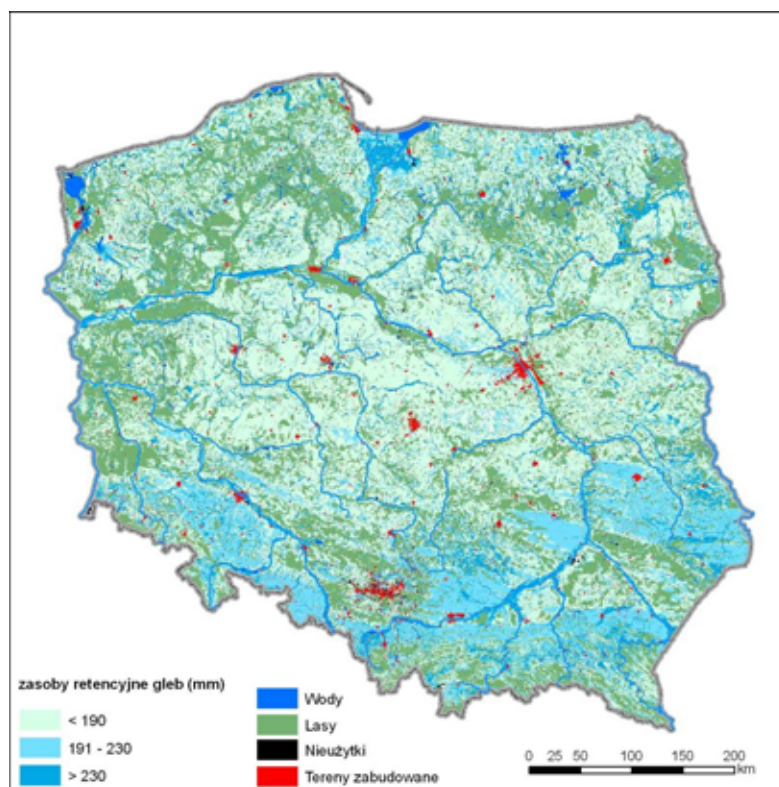 zasoby retencyjne gleb (mm)
< 190
191 - 230
> 230
Wody
Lasy
Nieużytki
Tereny zabudowane
0 25 50 100 150 200
km